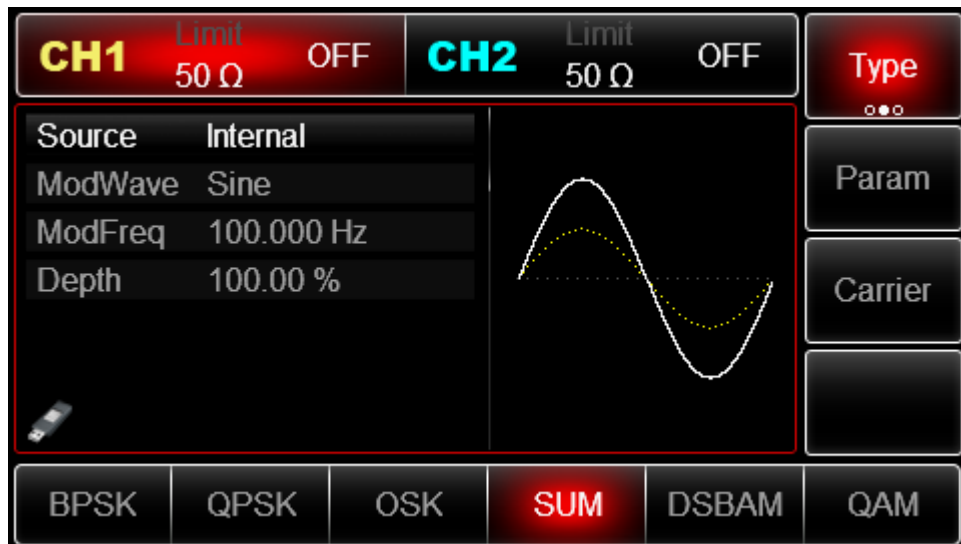 CH1 Limit 50 Ω OFF
CH2 Limit 50 Ω OFF
Type
Source Internal
ModWave Sine
ModFreq 100.000 Hz
Depth 100.00 %
Param
Carrier
BPSK QPSK OSK SUM DSBAM QAM